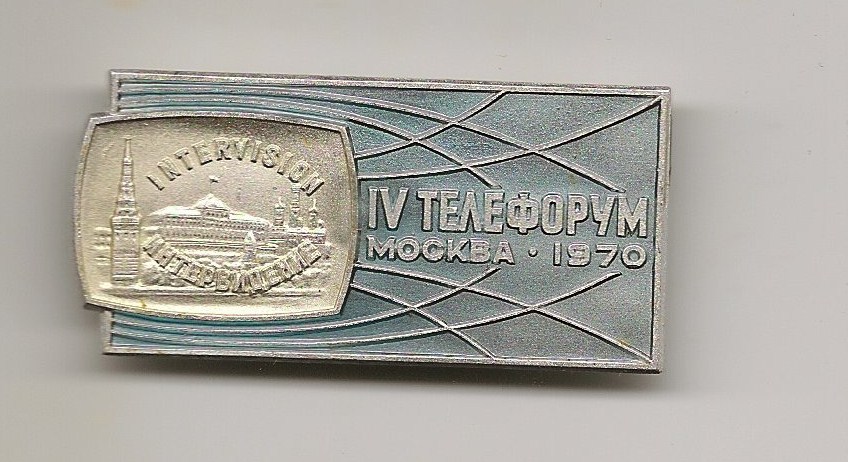 INTERVISION
ИНТЕРВИДЕНИЕ
IV ТЕЛЕФОРУМ
МОСКВА · 1970